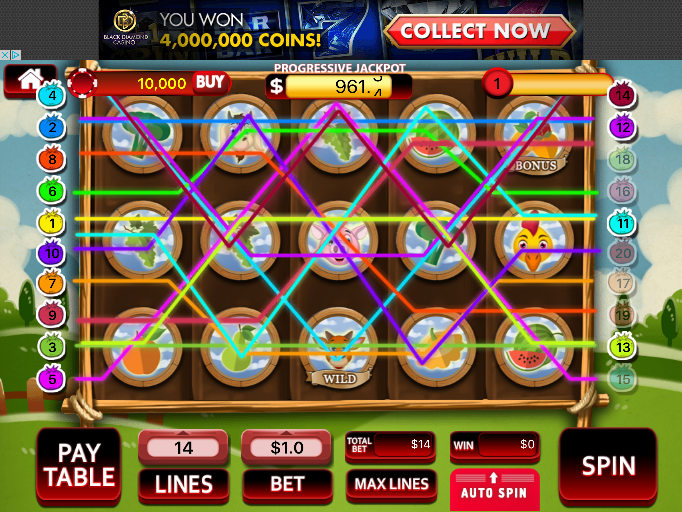 YOU WON
4,000,000 COINS!
BLACK DIAMOND
CASINO
COLLECT NOW
PROGRESSIVE JACKPOT
10,000 BUY
$ 961.
1
4
2
8
6
1
10
7
9
3
5
14
12
18
16
11
20
17
19
13
15
BONUS
WILD
PAY
TABLE
14
LINES
$1.0
BET
TOTAL
BET
$14
MAX LINES
WIN
$0
AUTO SPIN
SPIN